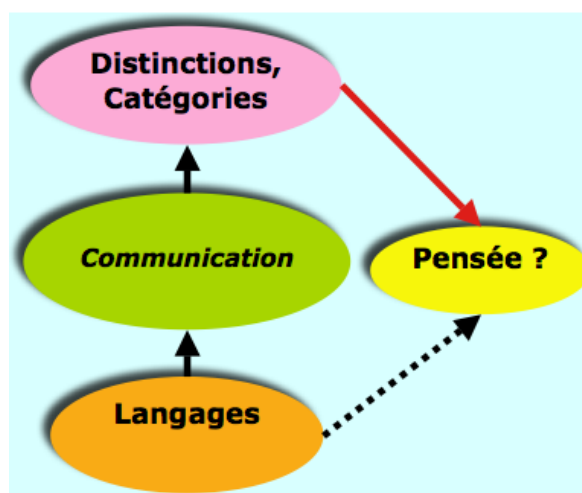 Distinctions,
Catégories
Communication
Pensée ?
Langages